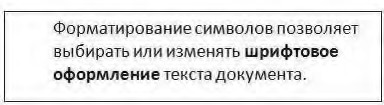 Форматирование символов позволяет
выбирать или изменять шрифтовое
оформление текста документа.